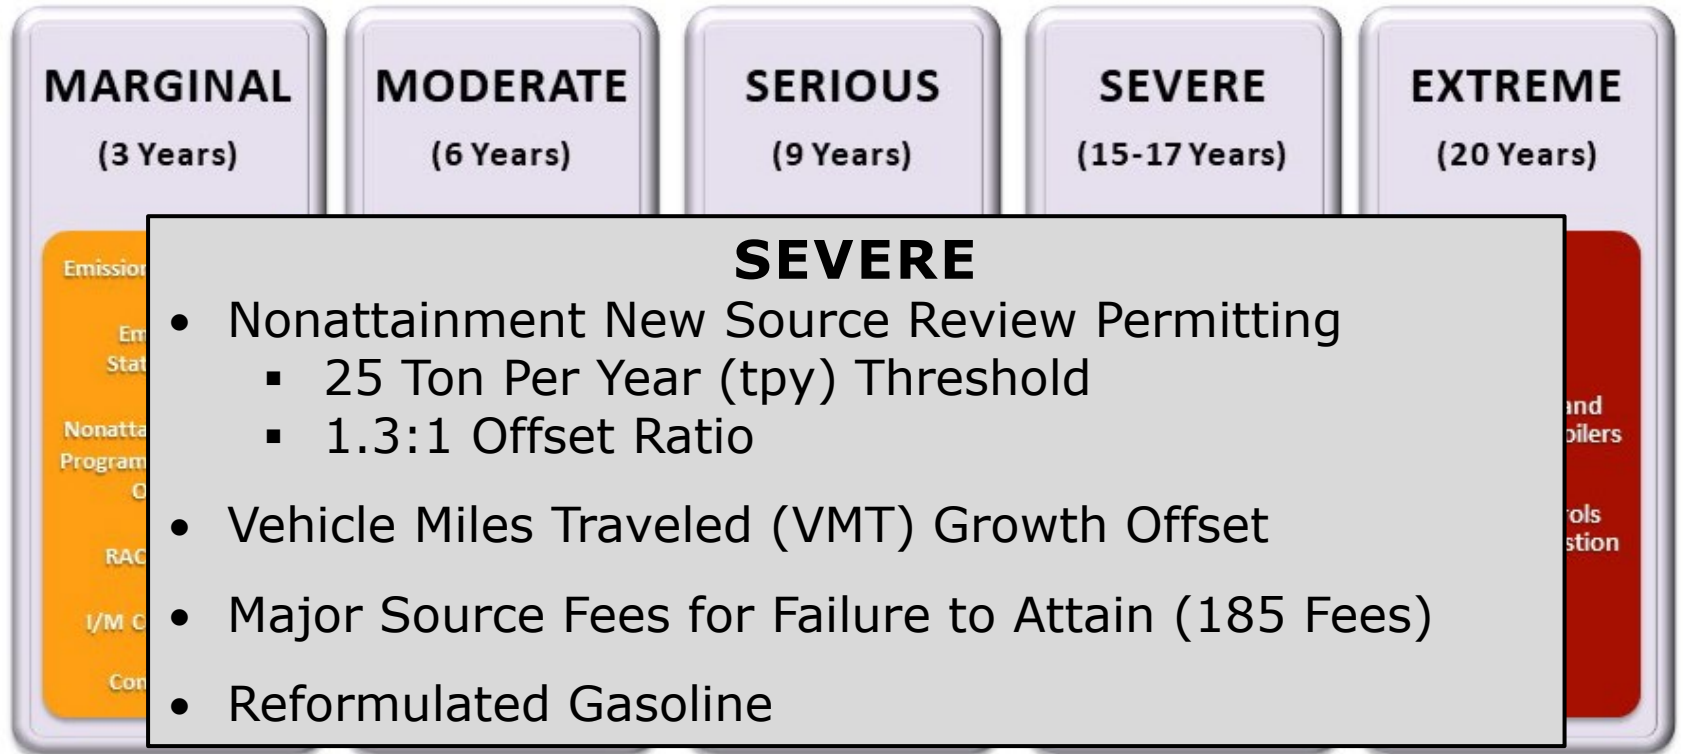 MARGINAL
(3 Years)
MODERATE
(6 Years)
SERIOUS
(9 Years)
SEVERE
(15-17 Years)
EXTREME
(20 Years)
SEVERE
• Nonattainment New Source Review Permitting
▪ 25 Ton Per Year (tpy) Threshold
▪ 1.3:1 Offset Ratio
• Vehicle Miles Traveled (VMT) Growth Offset
• Major Source Fees for Failure to Attain (185 Fees)
• Reformulated Gasoline
I/M
and